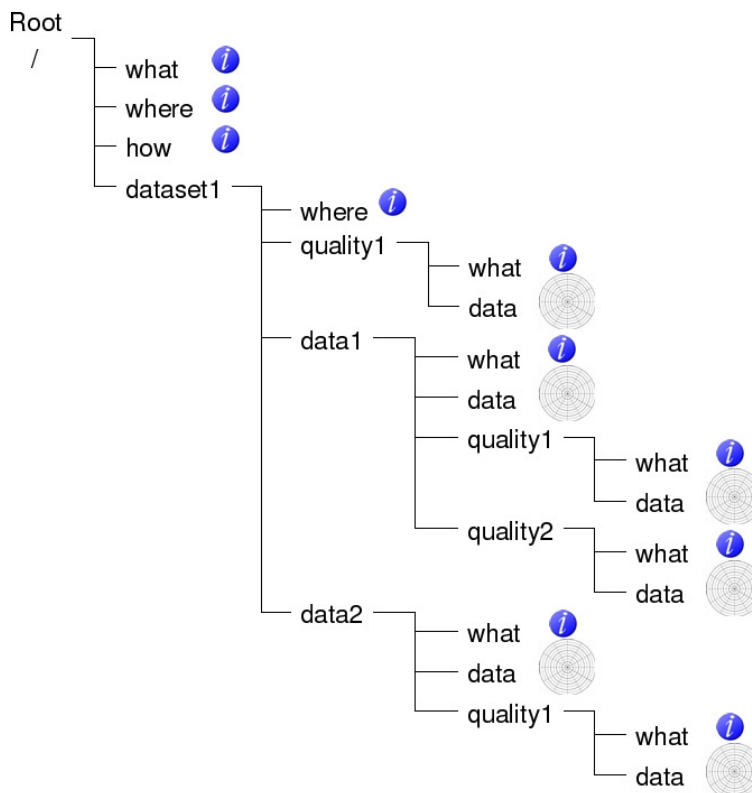 Root
/
what i
where i
how i
dataset1
where i
quality1
what i
data
data1
what i
data
quality1
what i
data
quality2
what i
data
data2
what i
data
quality1
what i
data